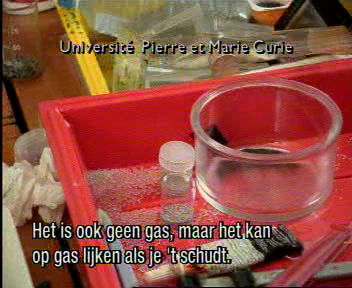 Université Pierre et Marie Curie
Het is ook geen gas, maar het kan
op gas lijken als je 't schudt.